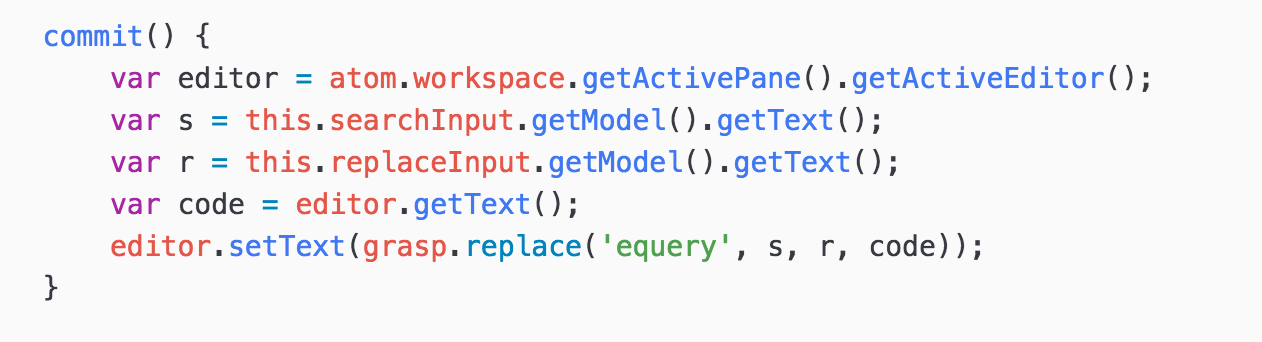 commit() {
    var editor = atom.workspace.getActivePane().getActiveEditor();
    var s = this.searchInput.getModel().getText();
    var r = this.replaceInput.getModel().getText();
    var code = editor.getText();
    editor.setText(grasp.replace('equery', s, r, code));
}